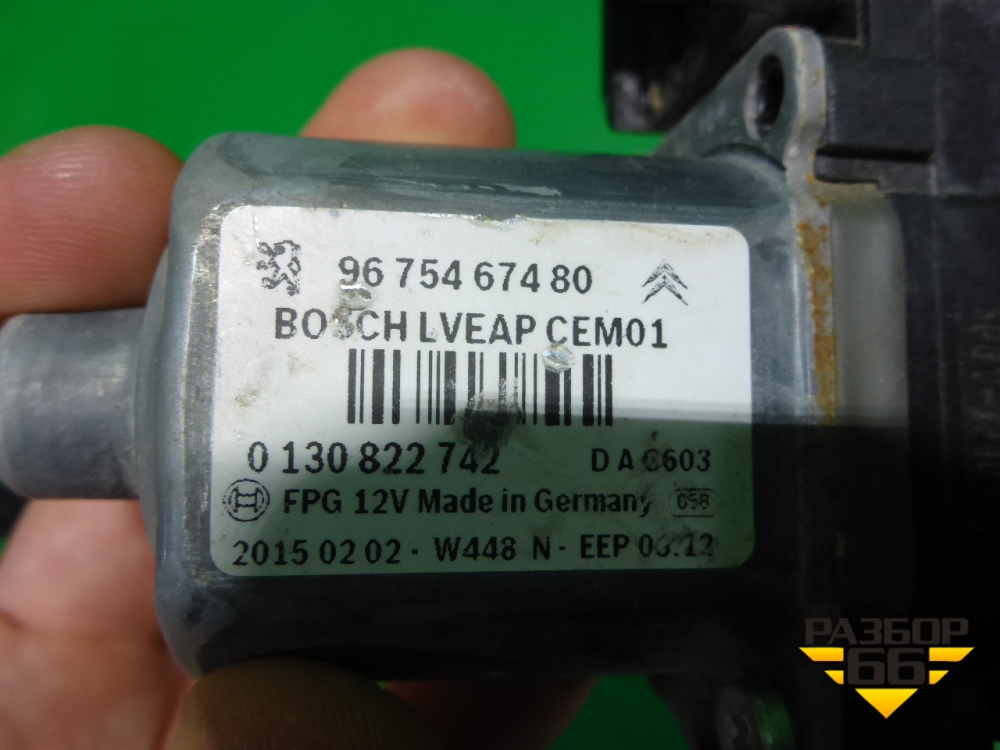 96 754 674 80
BOSCH LVEAP CEM01
0 130 822 742 D A C603
FPG 12V Made in Germany 058
2015 02 02 · W448 N · EEP 06.12
РАЗБОР
66